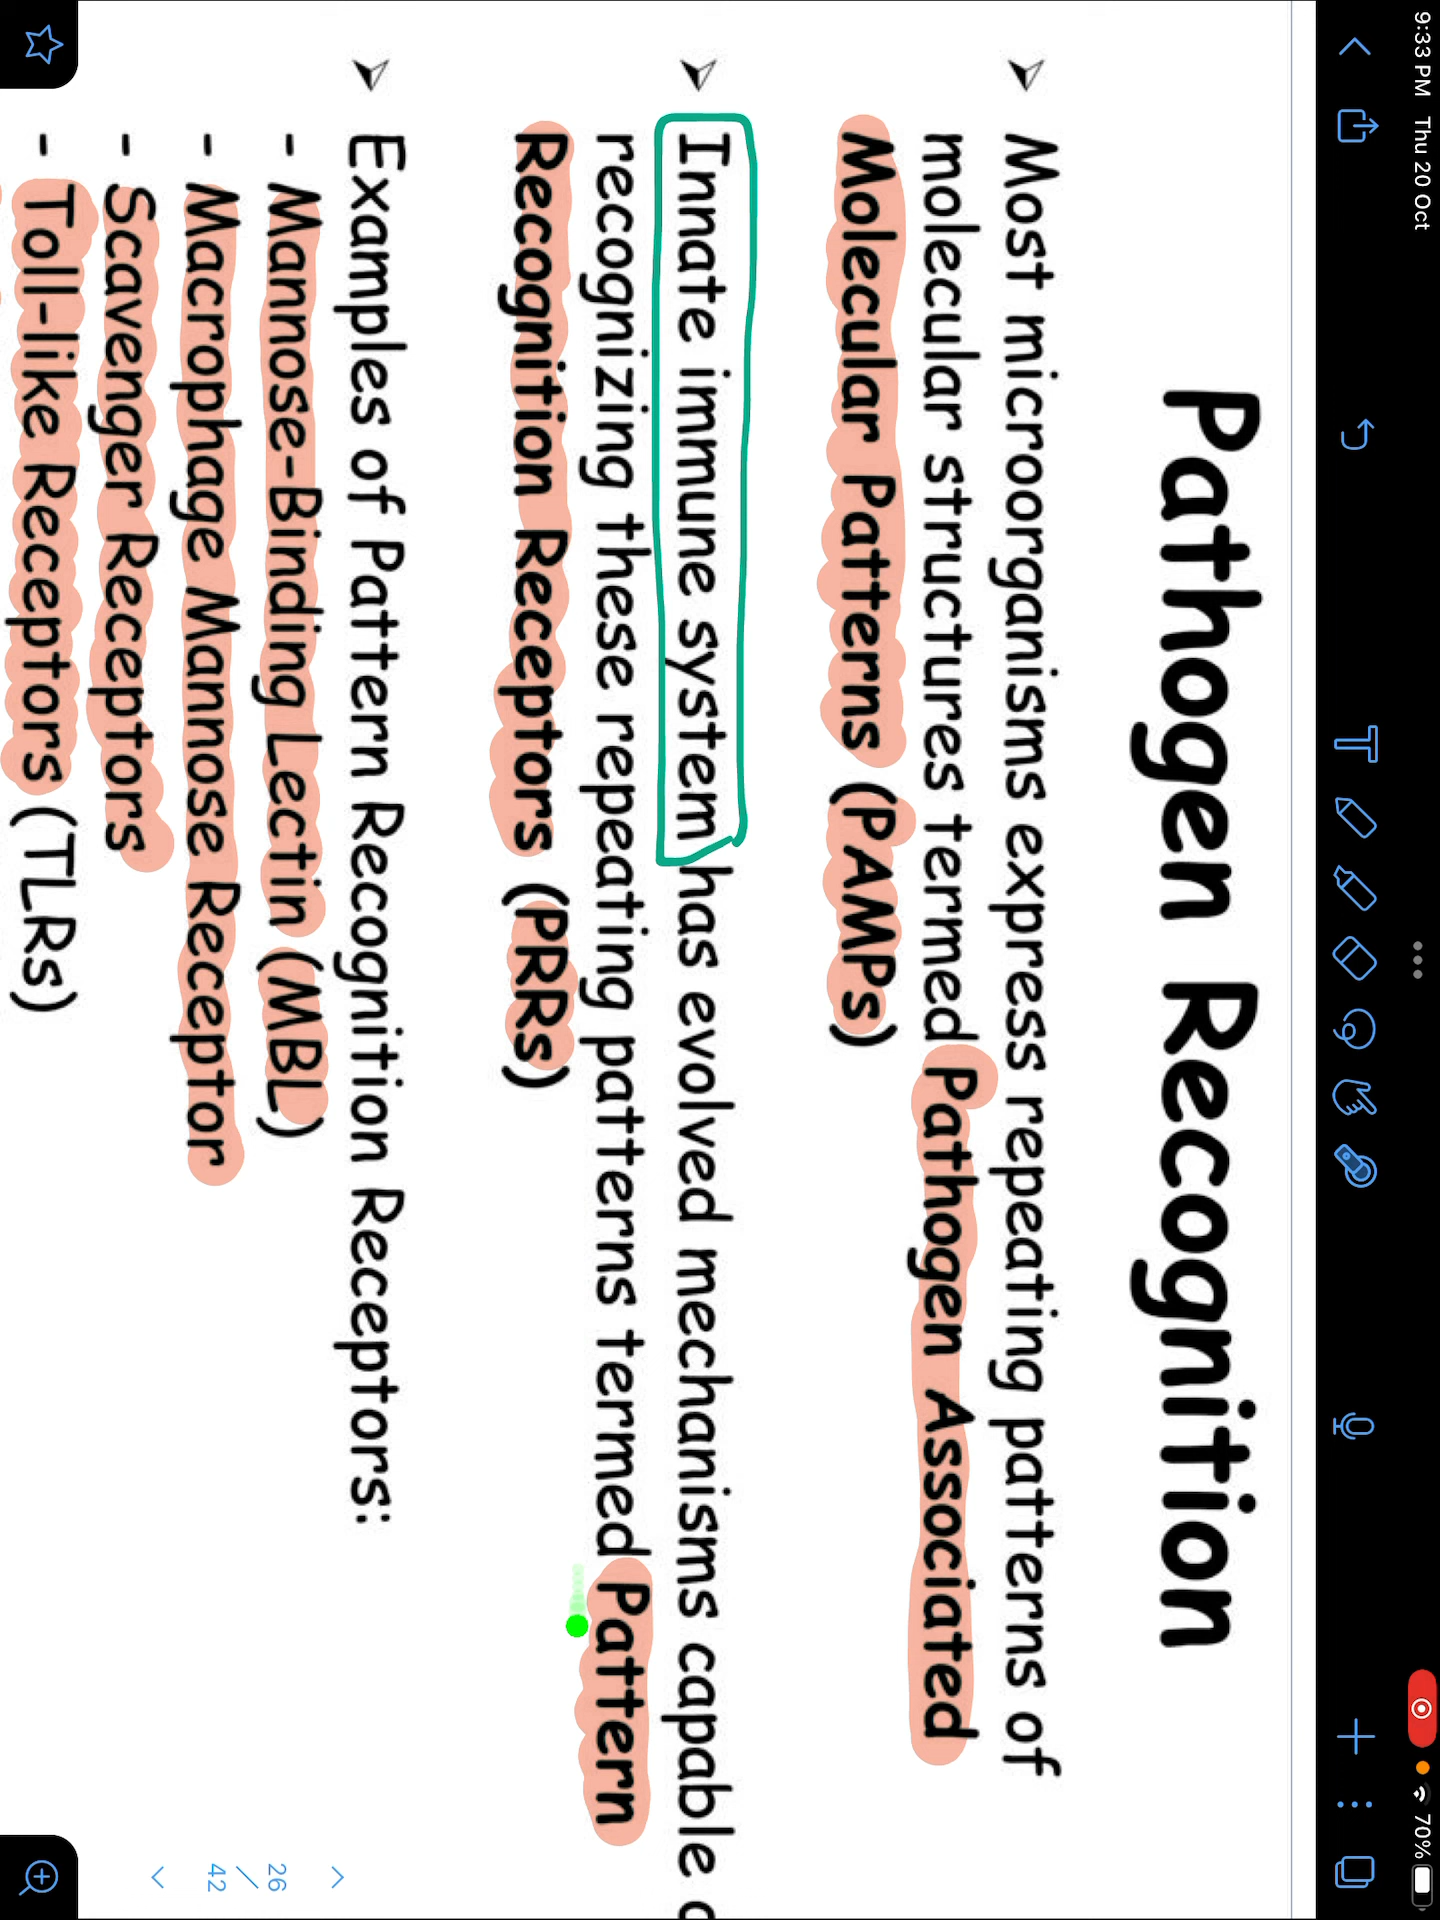 9:33 PM Thu 20 Oct
70%
Pathogen Recognition
Most microorganisms express repeating patterns of
molecular structures termed Pathogen Associated
Molecular Patterns (PAMPs)
Innate immune system has evolved mechanisms capable
recognizing these repeating patterns termed Pattern
Recognition Receptors (PRRs)
Examples of Pattern Recognition Receptors:
- Mannose-Binding Lectin (MBL)
- Macrophage Mannose Receptor
- Scavenger Receptors
- Toll-like Receptors (TLRs)
26 / 42